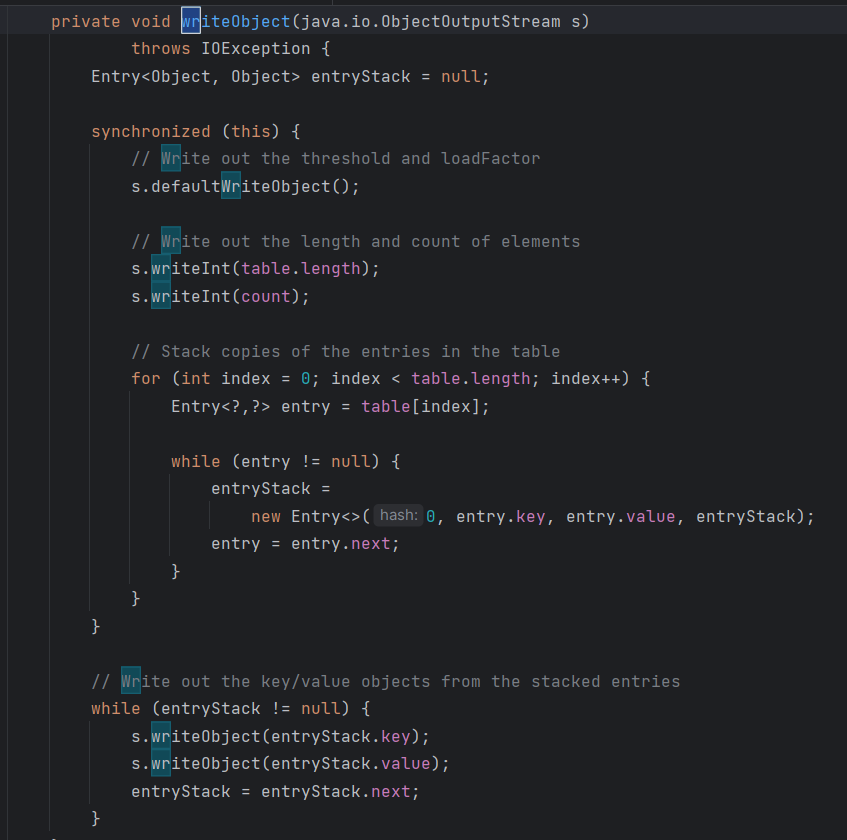 private void writeObject(java.io.ObjectOutputStream s)
throws IOException {
Entry<Object, Object> entryStack = null;
synchronized (this) {
// Write out the threshold and loadFactor
s.defaultWriteObject();
// Write out the length and count of elements
s.writeInt(table.length);
s.writeInt(count);
// Stack copies of the entries in the table
for (int index = 0; index < table.length; index++) {
Entry<?,?> entry = table[index];
while (entry != null) {
entryStack =
new Entry<>( hash: 0, entry.key, entry.value, entryStack);
entry = entry.next;
}
}
}
// Write out the key/value objects from the stacked entries
while (entryStack != null) {
s.writeObject(entryStack.key);
s.writeObject(entryStack.value);
entryStack = entryStack.next;
}